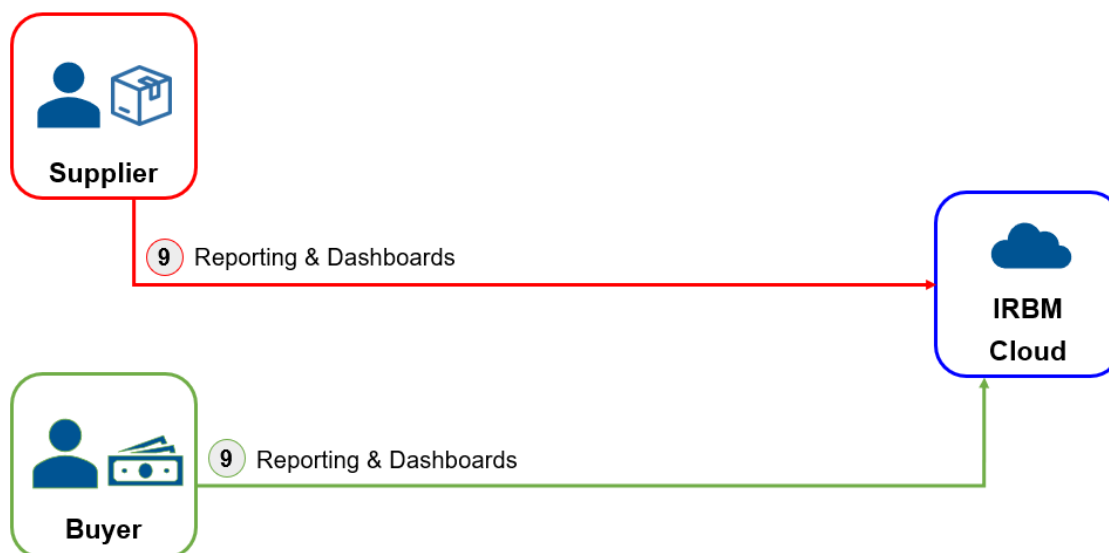 Supplier
9 Reporting & Dashboards
IRBM
Cloud
9 Reporting & Dashboards
Buyer